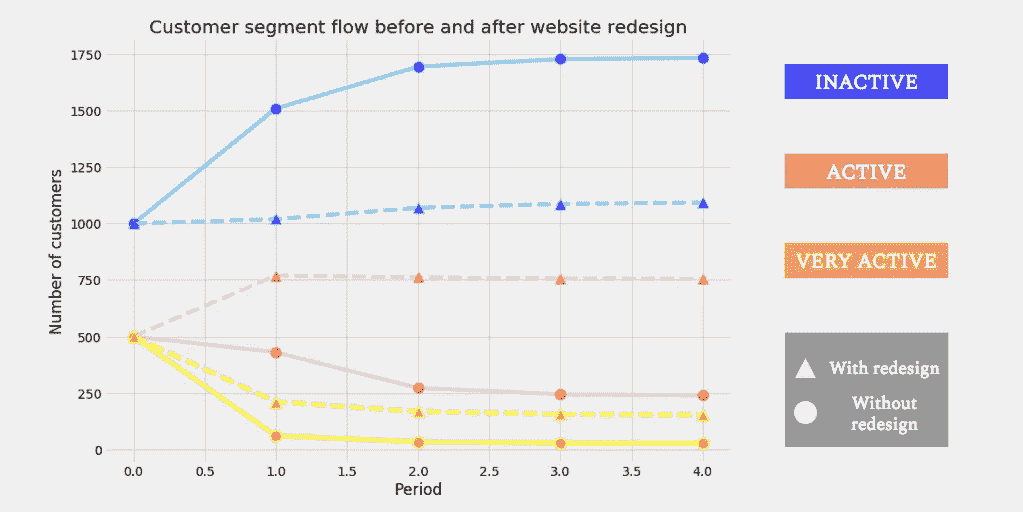 Customer segment flow before and after website redesign
1750
1500
1250
1000
750
500
250
0
Number of customers
0.0 0.5 1.0 1.5 2.0 2.5 3.0 3.5 4.0
Period
INACTIVE
ACTIVE
VERY ACTIVE
With redesign
Without
redesign